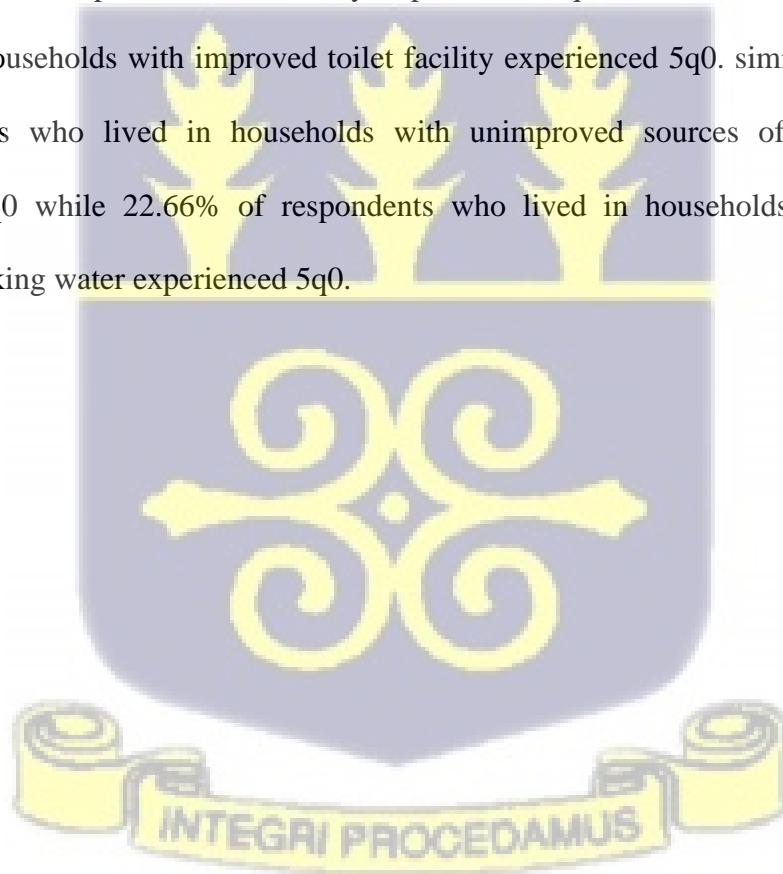 ouseholds with improved toilet facility experienced 5q0. sim
s who lived in households with unimproved sources of
0 while 22.66% of respondents who lived in households
king water experienced 5q0.
INTEGRI PROCEDAMUS